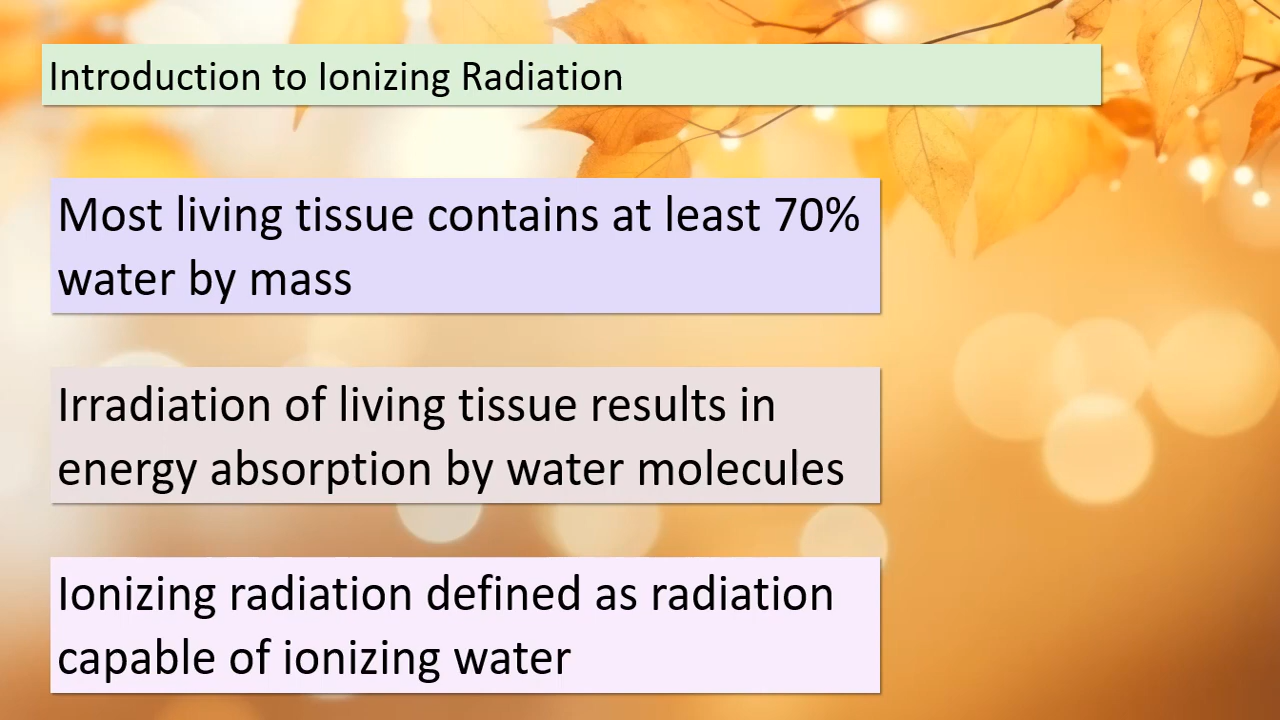 Introduction to Ionizing Radiation
Most living tissue contains at least 70%
water by mass
Irradiation of living tissue results in
energy absorption by water molecules
Ionizing radiation defined as radiation
capable of ionizing water